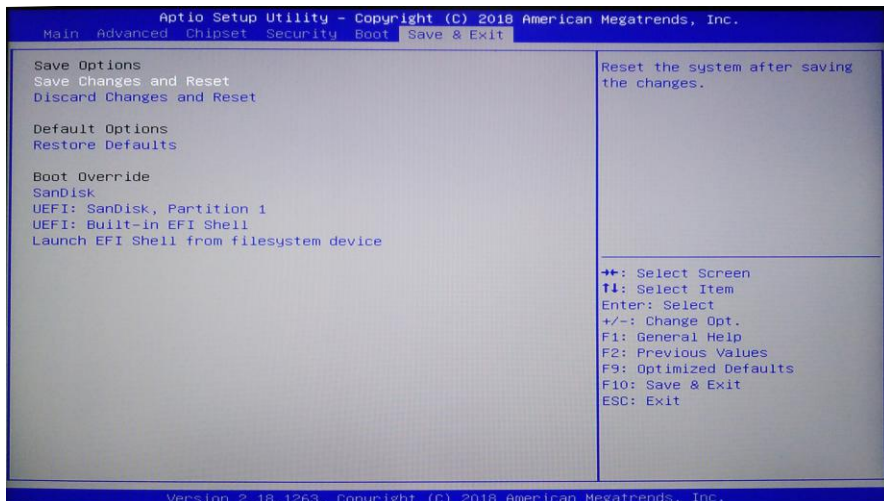 Aptio Setup Utility – Copyright (C) 2018 American Megatrends, Inc.
Main Advanced Chipset Security Boot Save & Exit
Save Options
Save Changes and Reset
Discard Changes and Reset
Default Options
Restore Defaults
Boot Override
SanDisk
UEFI: SanDisk, Partition 1
UEFI: Built-in EFI Shell
Launch EFI Shell from filesystem device
Reset the system after saving
the changes.
→←: Select Screen
↑↓: Select Item
Enter: Select
+/-: Change Opt.
F1: General Help
F2: Previous Values
F9: Optimized Defaults
F10: Save & Exit
ESC: Exit
Version 2.18.1263. Copyright (C) 2018 American Megatrends, Inc.